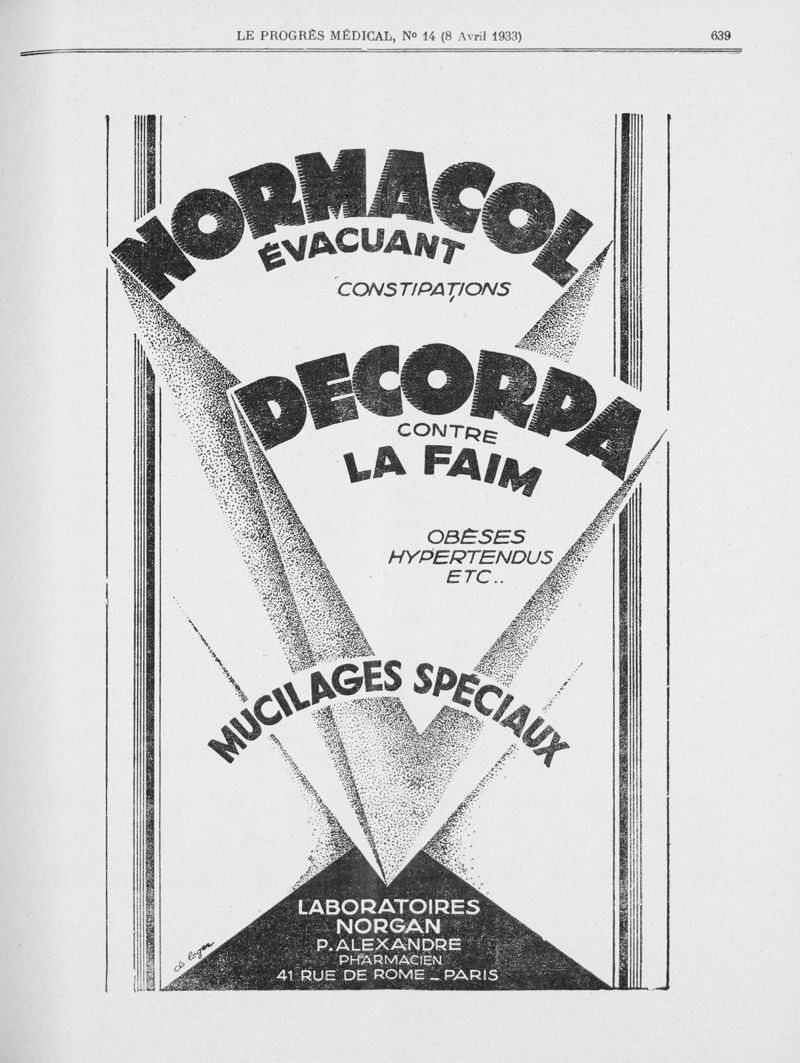 LE PROGRÈS MÉDICAL, No 14 (8 Avril 1933) 639
NORMACOL
ÉVACUANT
CONSTIPATIONS
DECORPA
CONTRE
LA FAIM
OBÈSES
HYPERTENDUS
ETC..
MUCILAGES SPÉCIAUX
LABORATOIRES
NORGAN
P. ALEXANDRE
PHARMACIEN
41 RUE DE ROME _ PARIS